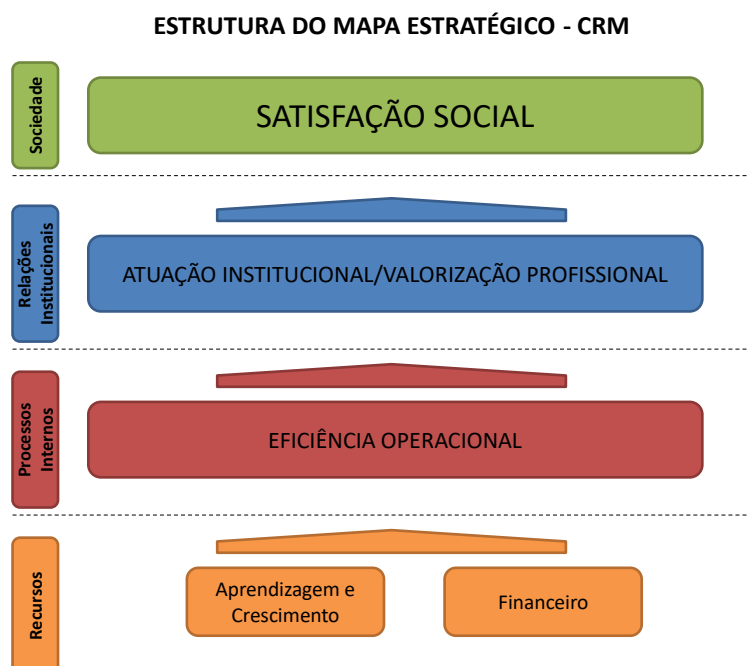 ESTRUTURA DO MAPA ESTRATÉGICO - CRM
Sociedade
SATISFAÇÃO SOCIAL
Relações
Institucionais
ATUAÇÃO INSTITUCIONAL/VALORIZAÇÃO PROFISSIONAL
Processos
Internos
EFICIÊNCIA OPERACIONAL
Recursos
Aprendizagem e
Crescimento
Financeiro